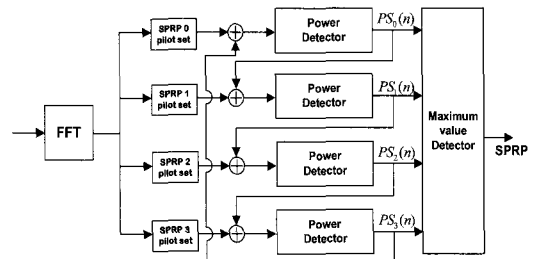 FFT
SPRP 0
pilot set
Power
Detector
PS₀(n)
SPRP 1
pilot set
Power
Detector
PS₁(n)
SPRP 2
pilot set
Power
Detector
PS₂(n)
SPRP 3
pilot set
Power
Detector
PS₃(n)
Maximum
value
Detector
SPRP